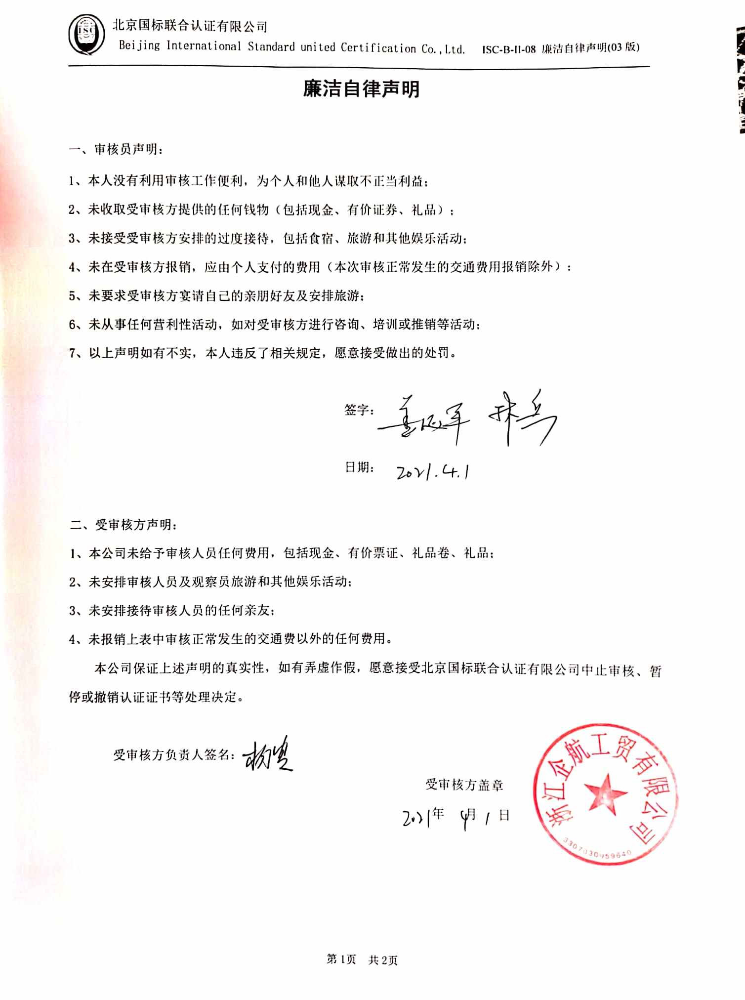 ISC
北京国标联合认证有限公司
Beijing International Standard united Certification Co.,Ltd. ISC-B-II-08 廉洁自律声明(03 版)
廉洁自律声明
一、审核员声明：
1、本人没有利用审核工作便利，为个人和他人谋取不正当利益；
2、未收取受审核方提供的任何钱物（包括现金、有价证券、礼品）；
3、未接受受审核方安排的过度接待，包括食宿、旅游和其他娱乐活动；
4、未在受审核方报销，应由个人支付的费用（本次审核正常发生的交通费用报销除外）；
5、未要求受审核方宴请自己的亲朋好友及安排旅游；
6、未从事任何营利性活动，如对受审核方进行咨询、培训或推销等活动；
7、以上声明如有不实，本人违反了相关规定，愿意接受做出的处罚。
签字： 林兵
日期： 2021.4.1
二、受审核方声明：
1、本公司未给予审核人员任何费用，包括现金、有价票证、礼品卷、礼品；
2、未安排审核人员及观察员旅游和其他娱乐活动；
3、未安排接待审核人员的任何亲友；
4、未报销上表中审核正常发生的交通费以外的任何费用。
本公司保证上述声明的真实性，如有弄虚作假，愿意接受北京国标联合认证有限公司中止审核、暂
停或撤销认证证书等处理决定。
受审核方负责人签名：
受审核方盖章
2021年 4月 1 日
浙江企航工贸有限公司
3307030059640
第 1页 共 2页